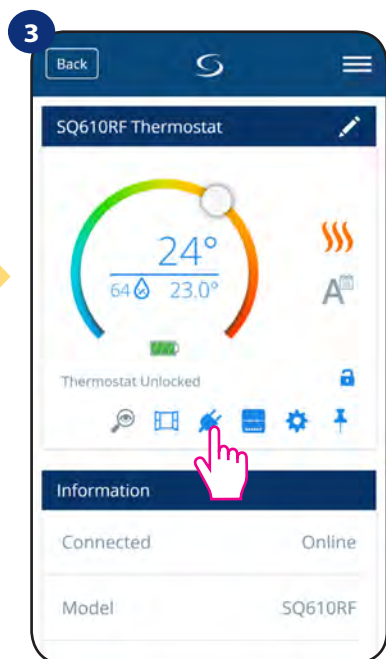 3
Back
SQ610RF Thermostat
24°
64 23.0°
A
Thermostat Unlocked
Information
Connected Online
Model SQ610RF